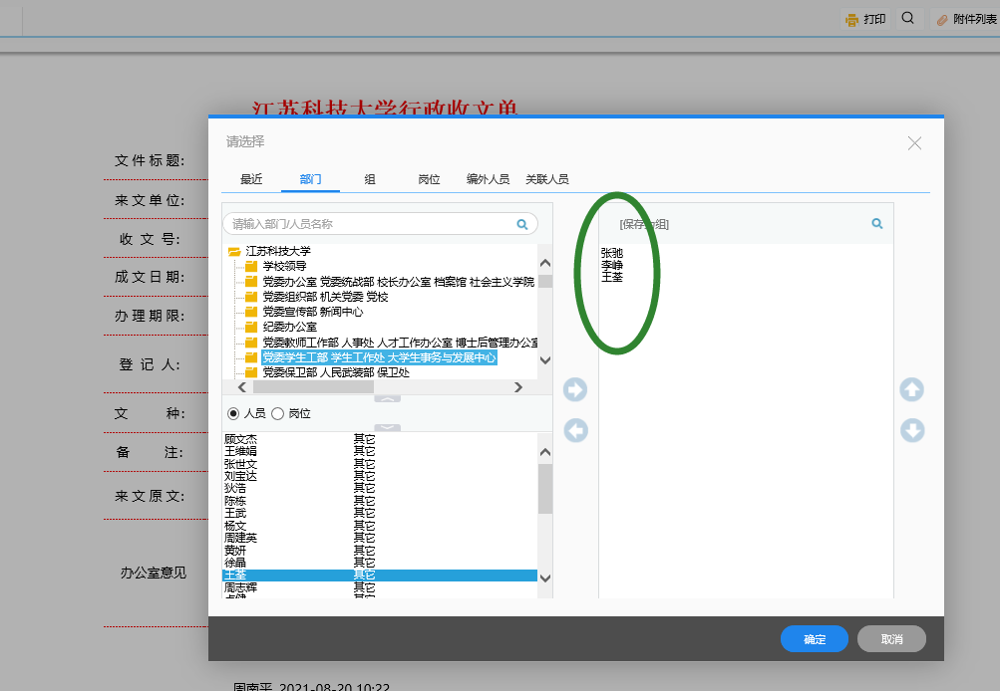 打印
附件列表
江苏科技大学行政收文单
请选择
最近 部门 组 岗位 编外人员 关联人员
文件标题:
来文单位:
收 文 号:
成文日期:
办理期限:
登 记 人:
文 种:
备 注:
来文原文:
办公室意见
请输入部门/人员名称
江苏科技大学
学校领导
党委办公室 党委统战部 校长办公室 档案馆 社会主义学院
党委组织部 机关党委 党校
党委宣传部 新闻中心
纪委办公室
党委教师工作部 人事处 人才工作办公室 博士后管理办公室
党委学生工部 学生工作处 大学生事务与发展中心
党委保卫部 人民武装部 保卫处
人员 岗位
顾文杰 其它
王维娟 其它
张世文 其它
刘宝达 其它
狄浩 其它
陈栋 其它
王武 其它
杨文 其它
周建英 其它
黄妍 其它
徐晶 其它
王荃 其它
周志辉 其它
卢健 其它
[保存为组]
张驰
李峥
王荃
确定
取消
周南平 2021-08-20 10:22